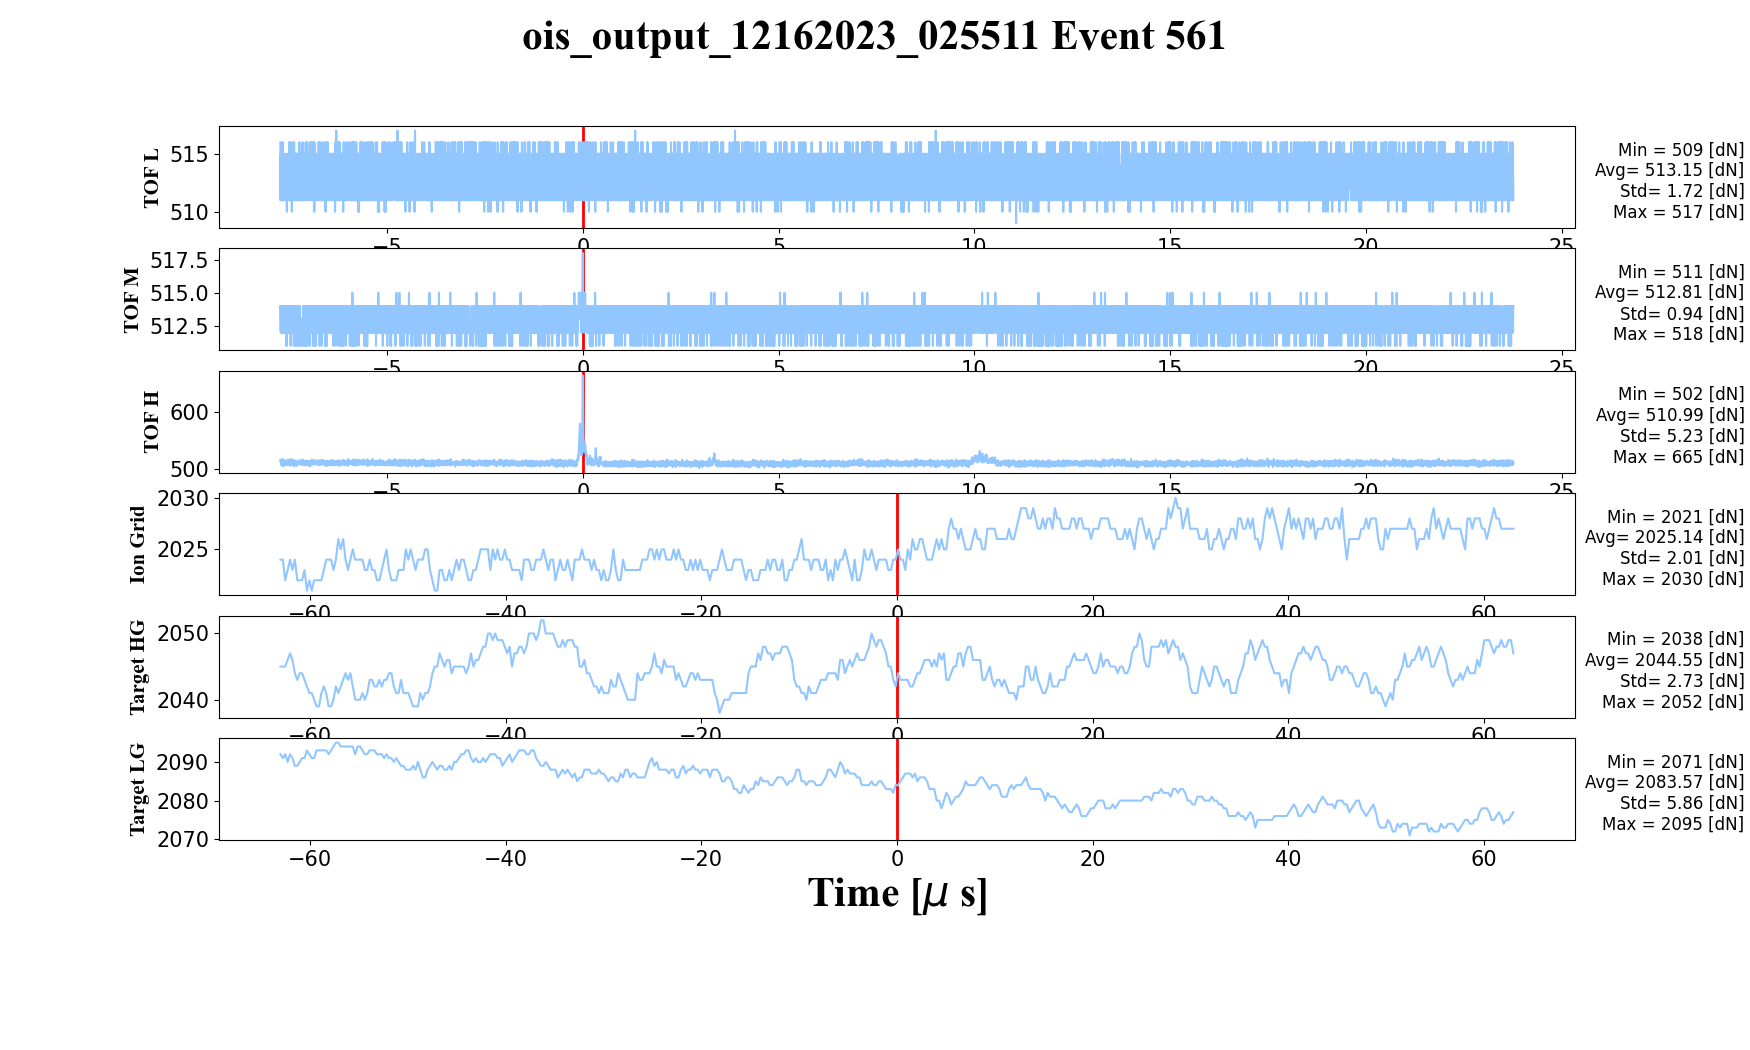 ois_output_12162023_025511 Event 561
TOF L
515
510
−5 0 5 10 15 20 25
Min = 509 [dN]
Avg= 513.15 [dN]
Std= 1.72 [dN]
Max = 517 [dN]
TOF M
517.5
515.0
512.5
−5 0 5 10 15 20 25
Min = 511 [dN]
Avg= 512.81 [dN]
Std= 0.94 [dN]
Max = 518 [dN]
TOF H
600
500
−5 0 5 10 15 20 25
Min = 502 [dN]
Avg= 510.99 [dN]
Std= 5.23 [dN]
Max = 665 [dN]
Ion Grid
2030
2025
−60 −40 −20 0 20 40 60
Min = 2021 [dN]
Avg= 2025.14 [dN]
Std= 2.01 [dN]
Max = 2030 [dN]
Target HG
2050
2040
−60 −40 −20 0 20 40 60
Min = 2038 [dN]
Avg= 2044.55 [dN]
Std= 2.73 [dN]
Max = 2052 [dN]
Target LG
2090
2080
2070
−60 −40 −20 0 20 40 60
Min = 2071 [dN]
Avg= 2083.57 [dN]
Std= 5.86 [dN]
Max = 2095 [dN]
Time [μ s]